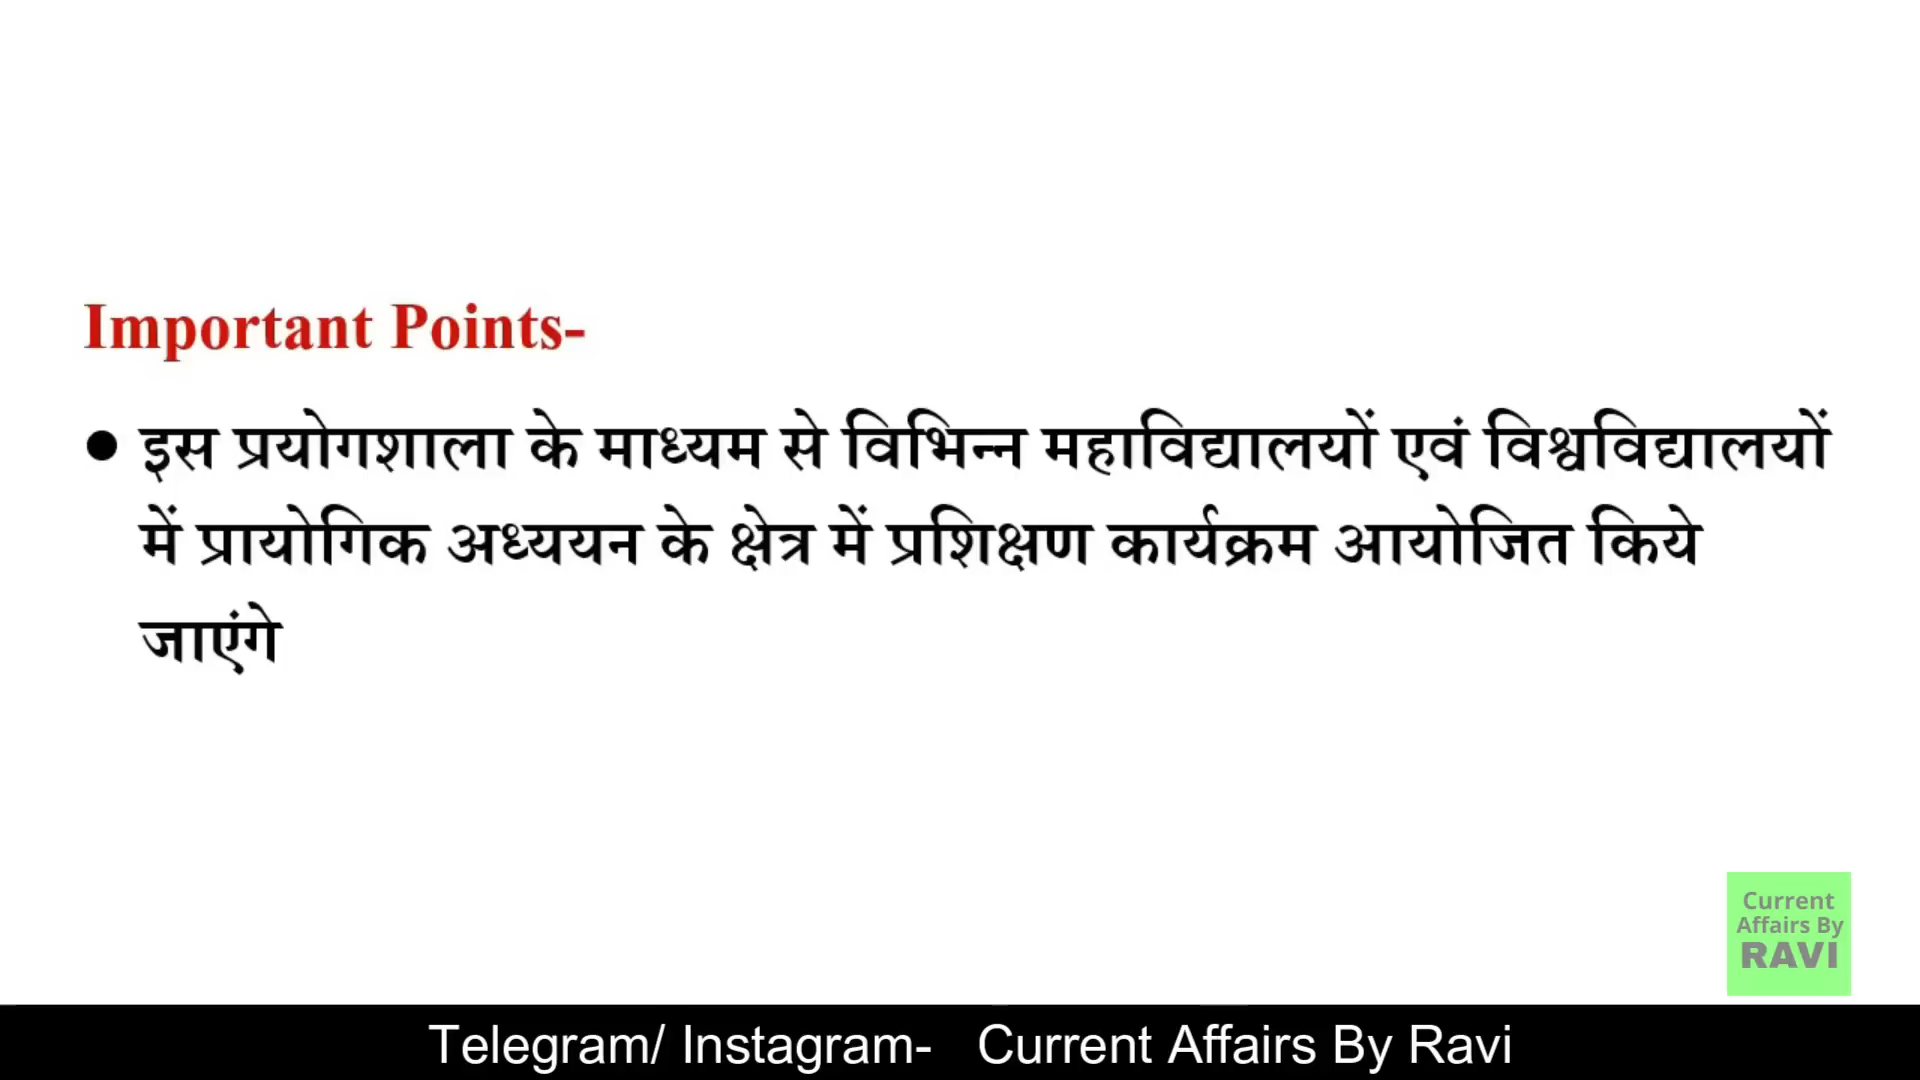 Important Points-
● इस प्रयोगशाला के माध्यम से विभिन्न महाविद्यालयों एवं विश्वविद्यालयों
में प्रायोगिक अध्ययन के क्षेत्र में प्रशिक्षण कार्यक्रम आयोजित किये
जाएंगे
Current
Affairs By
RAVI
Telegram/ Instagram- Current Affairs By Ravi